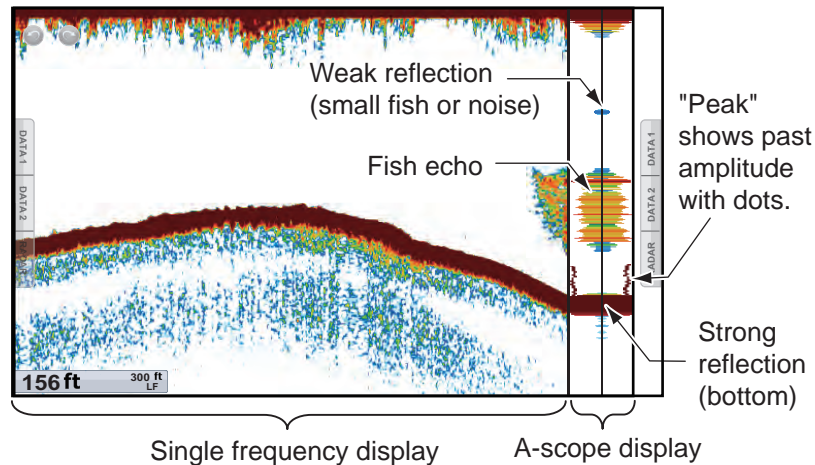 Weak reflection
(small fish or noise)
"Peak"
shows past
amplitude
with dots.
Fish echo
DATA 1
DATA 2
RADAR
DATA 1
DATA 2
ADAR
Strong
reflection
(bottom)
156 ft
300 ft
LF
Single frequency display
A-scope display